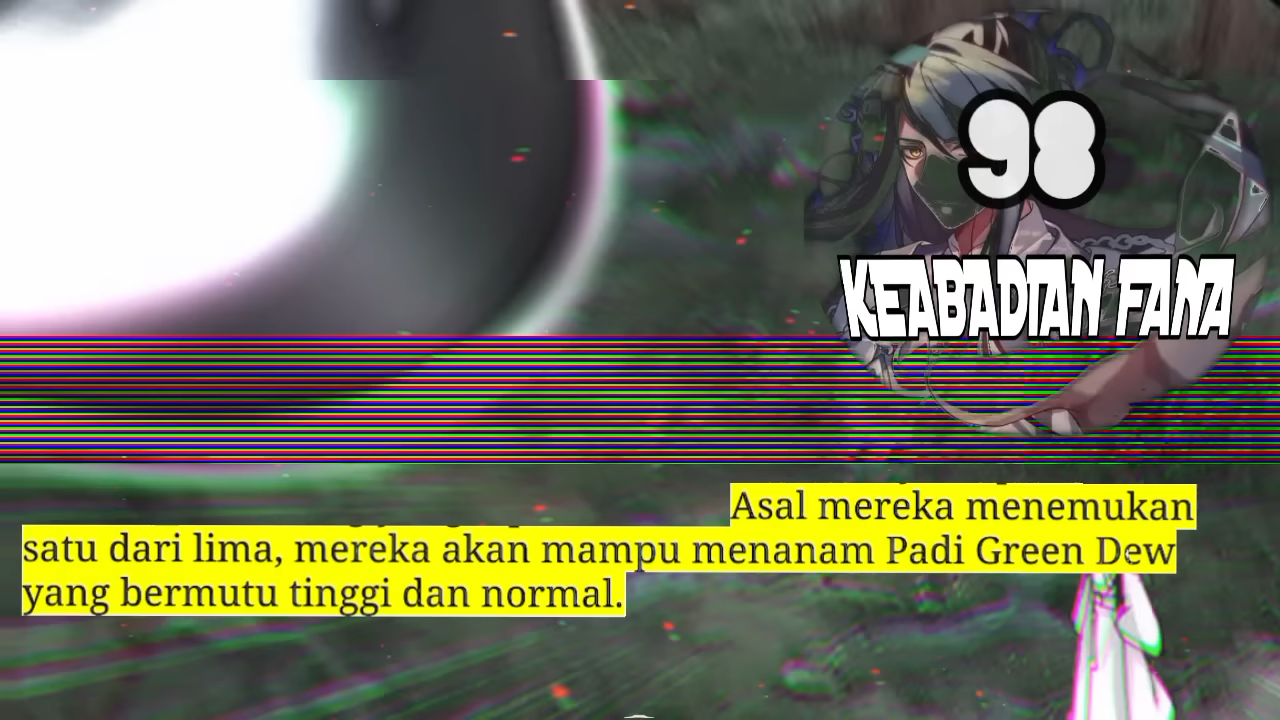 98
KEABADIAN FANA
Asal mereka menemukan
satu dari lima, mereka akan mampu menanam Padi Green Dew
yang bermutu tinggi dan normal.